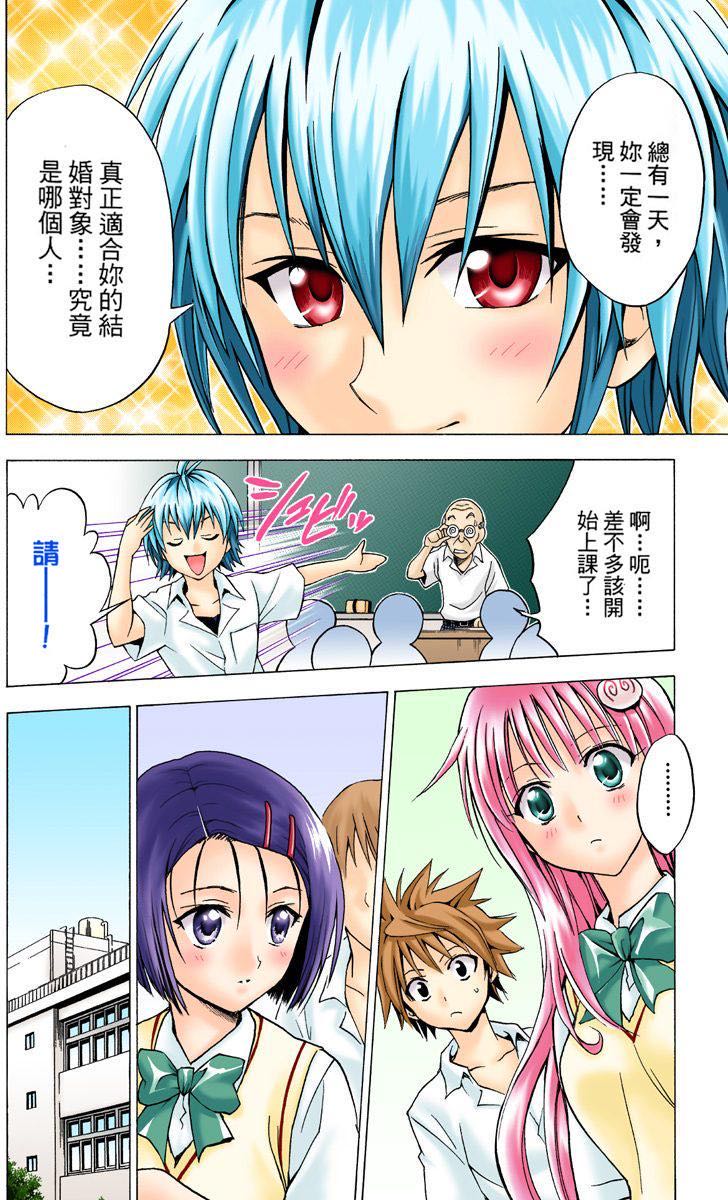 總有一天，
妳一定會發
現……
真正適合妳的結
婚對象……究竟
是哪個人…
啊…呃……
差不多該開
始上課了…
シュビッ
請——！
………